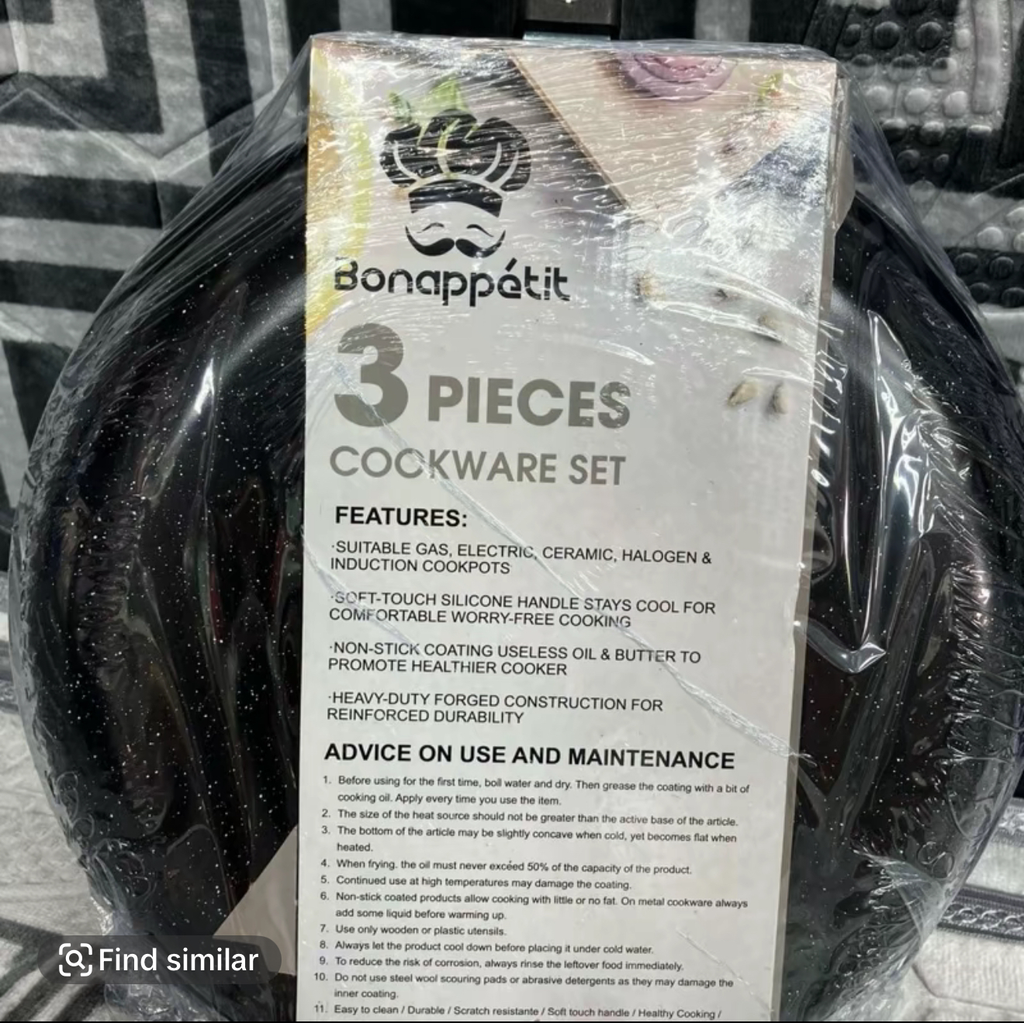 Bonappétit
3 PIECES
COOKWARE SET
FEATURES:
·SUITABLE GAS, ELECTRIC, CERAMIC, HALOGEN &
INDUCTION COOKPOTS
·SOFT-TOUCH SILICONE HANDLE STAYS COOL FOR
COMFORTABLE WORRY-FREE COOKING
·NON-STICK COATING USELESS OIL & BUTTER TO
PROMOTE HEALTHIER COOKER
·HEAVY-DUTY FORGED CONSTRUCTION FOR
REINFORCED DURABILITY
ADVICE ON USE AND MAINTENANCE
1. Before using for the first time, boil water and dry. Then grease the coating with a bit of
cooking oil. Apply every time you use the item.
2. The size of the heat source should not be greater than the active base of the article.
3. The bottom of the article may be slightly concave when cold, yet becomes flat when
heated.
4. When frying. the oil must never exceed 50% of the capacity of the product.
5. Continued use at high temperatures may damage the coating.
6. Non-stick coated products allow cooking with little or no fat. On metal cookware always
add some liquid before warming up.
7. Use only wooden or plastic utensils.
8. Always let the product cool down before placing it under cold water.
9. To reduce the risk of corrosion, always rinse the leftover food immediately.
10. Do not use steel wool scouring pads or abrasive detergents as they may damage the
inner coating.
11. Easy to clean / Durable / Scratch resistante / Soft touch handle / Healthy Cooking /
Find similar